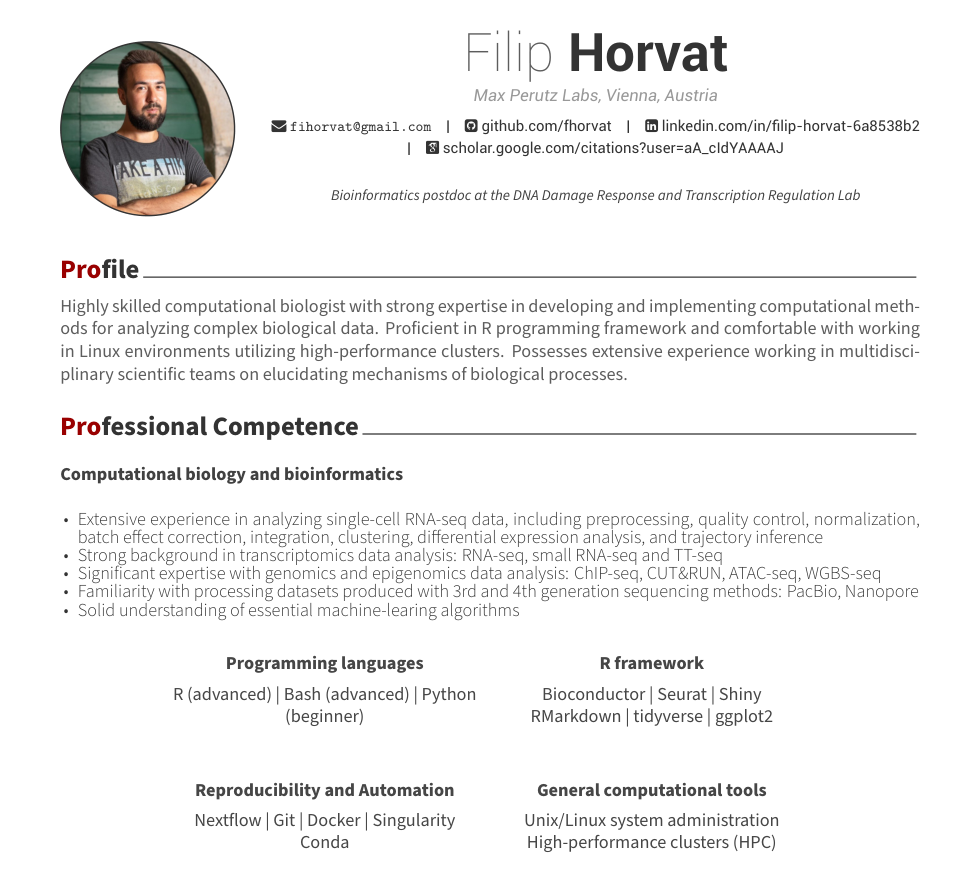 Filip Horvat
Max Perutz Labs, Vienna, Austria
fihorvat@gmail.com | github.com/fhorvat | linkedin.com/in/filip-horvat-6a8538b2
| scholar.google.com/citations?user=aA_cIdYAAAAJ
TAKE A HIKE
Bioinformatics postdoc at the DNA Damage Response and Transcription Regulation Lab
Profile
Highly skilled computational biologist with strong expertise in developing and implementing computational meth-
ods for analyzing complex biological data. Proficient in R programming framework and comfortable with working
in Linux environments utilizing high-performance clusters. Possesses extensive experience working in multidisci-
plinary scientific teams on elucidating mechanisms of biological processes.
Professional Competence
Computational biology and bioinformatics
• Extensive experience in analyzing single-cell RNA-seq data, including preprocessing, quality control, normalization,
batch effect correction, integration, clustering, differential expression analysis, and trajectory inference
• Strong background in transcriptomics data analysis: RNA-seq, small RNA-seq and TT-seq
• Significant expertise with genomics and epigenomics data analysis: ChIP-seq, CUT&RUN, ATAC-seq, WGBS-seq
• Familiarity with processing datasets produced with 3rd and 4th generation sequencing methods: PacBio, Nanopore
• Solid understanding of essential machine-learing algorithms
Programming languages
R (advanced) | Bash (advanced) | Python
(beginner)
R framework
Bioconductor | Seurat | Shiny
RMarkdown | tidyverse | ggplot2
Reproducibility and Automation
Nextflow | Git | Docker | Singularity
Conda
General computational tools
Unix/Linux system administration
High-performance clusters (HPC)